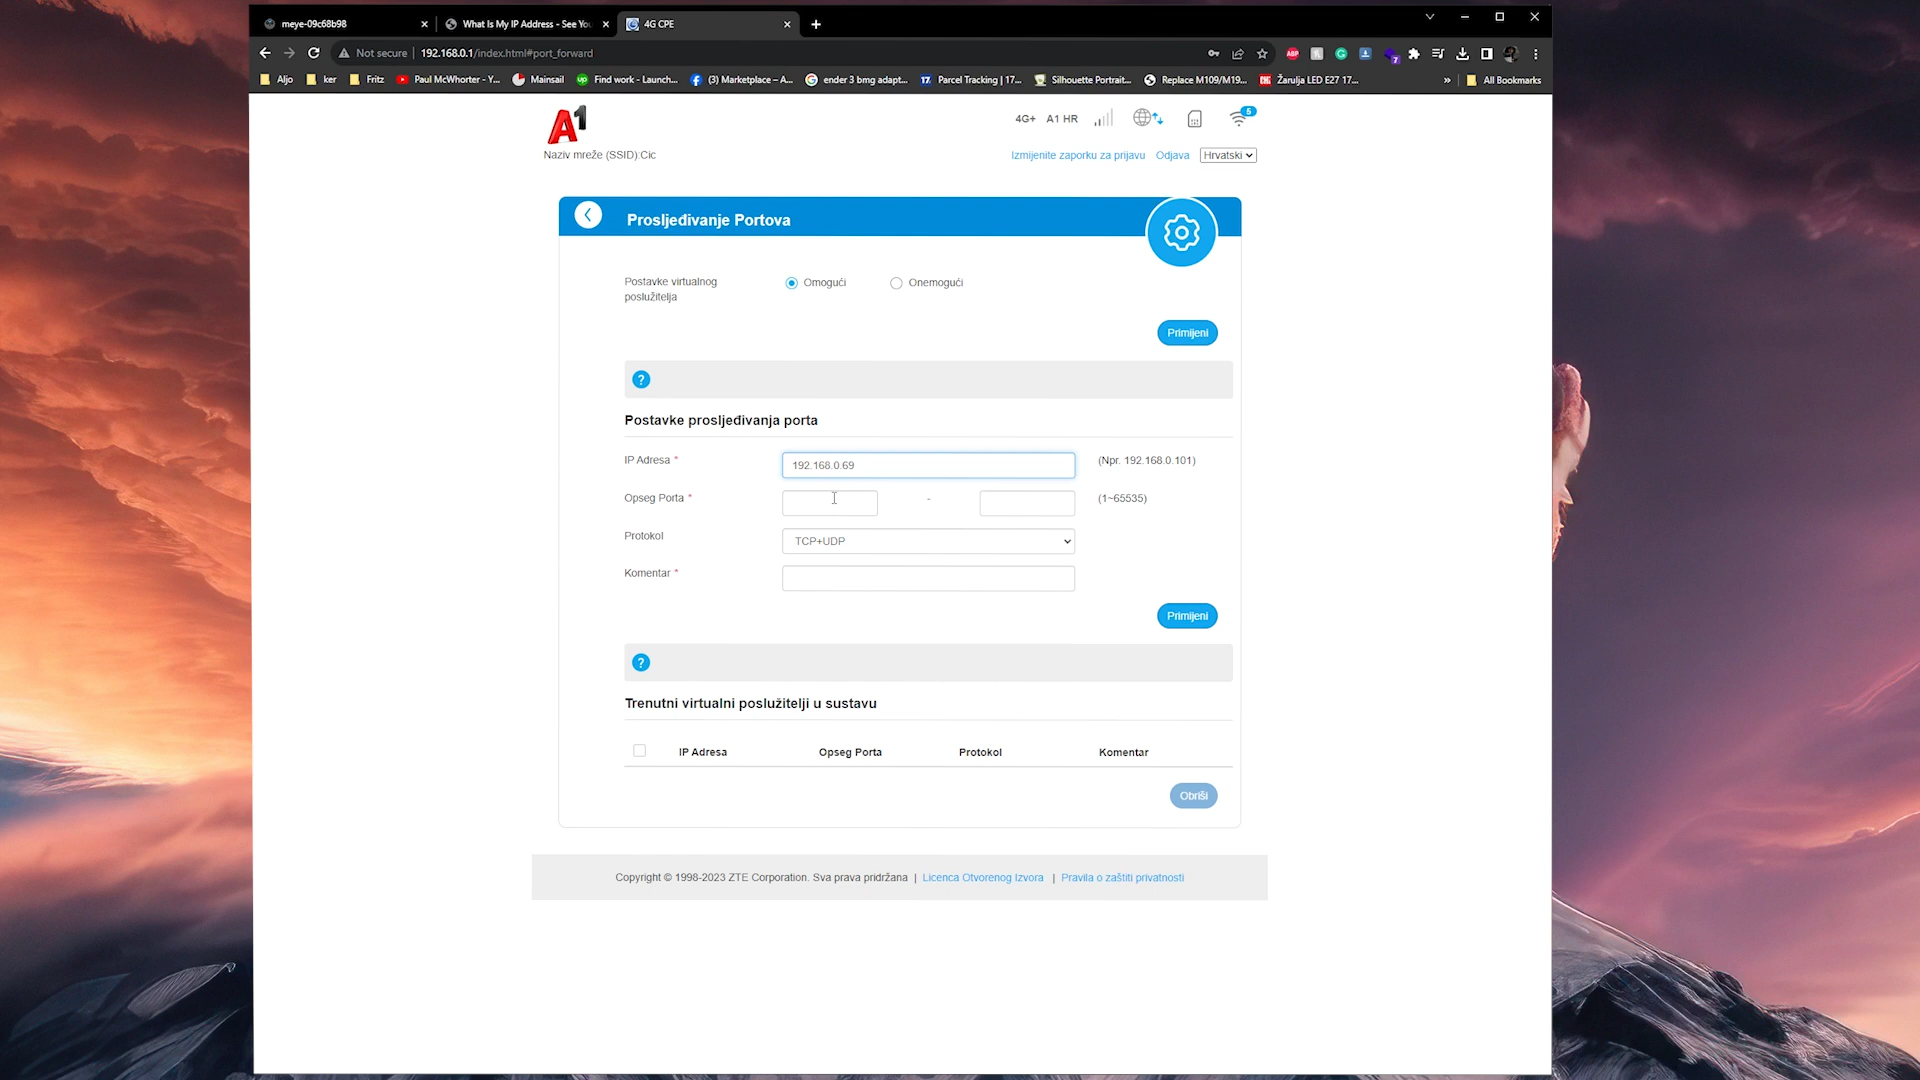 meye-09c68b98
What Is My IP Address - See You
4G CPE
Not secure
192.168.0.1/index.html#port_forward
ABP
7
Aljo
ker
Fritz
Paul McWhorter - Y...
Mainsail
up
Find work - Launch...
(3) Marketplace – A...
ender 3 bmg adapt...
17.
Parcel Tracking | 17...
Silhouette Portrait...
Replace M109/M19...
Žarulja LED E27 17...
»
All Bookmarks
A1
4G+
A1 HR
5
Naziv mreže (SSID):Cic
Izmijenite zaporku za prijavu
Odjava
Hrvatski
Prosljeđivanje Portova
Postavke virtualnog
poslužitelja
Omogući
Onemogući
Primijeni
?
Postavke prosljeđivanja porta
IP Adresa *
192.168.0.69
(Npr. 192.168.0.101)
Opseg Porta *
-
(1~65535)
Protokol
TCP+UDP
Komentar *
Primijeni
?
Trenutni virtualni poslužitelji u sustavu
IP Adresa
Opseg Porta
Protokol
Komentar
Obriši
Copyright © 1998-2023 ZTE Corporation. Sva prava pridržana | Licenca Otvorenog Izvora | Pravila o zaštiti privatnosti